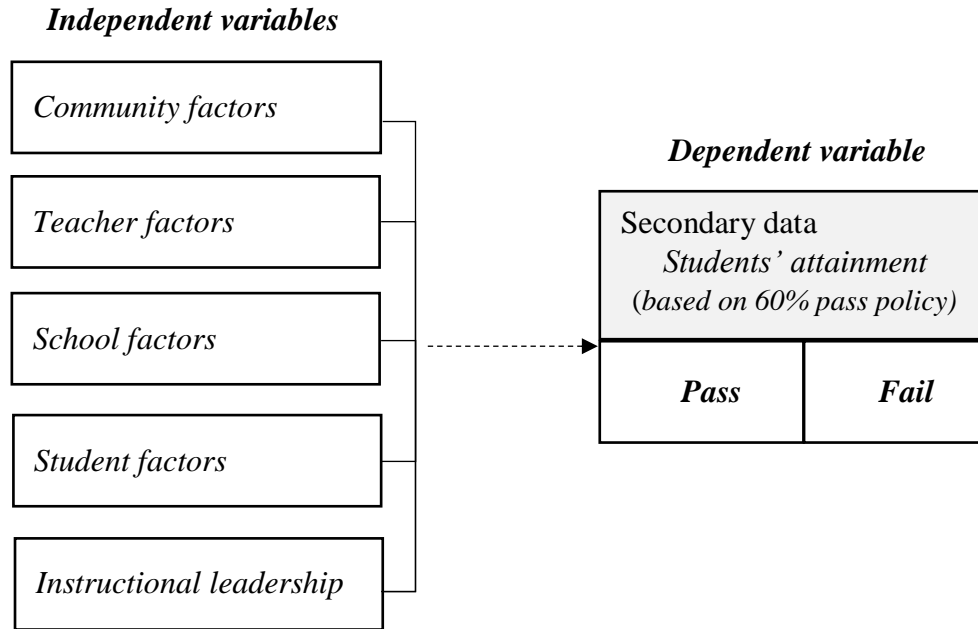 Independent variables
Community factors
Teacher factors
School factors
Student factors
Instructional leadership
Dependent variable
Secondary data
Students’ attainment
(based on 60% pass policy)
Pass
Fail